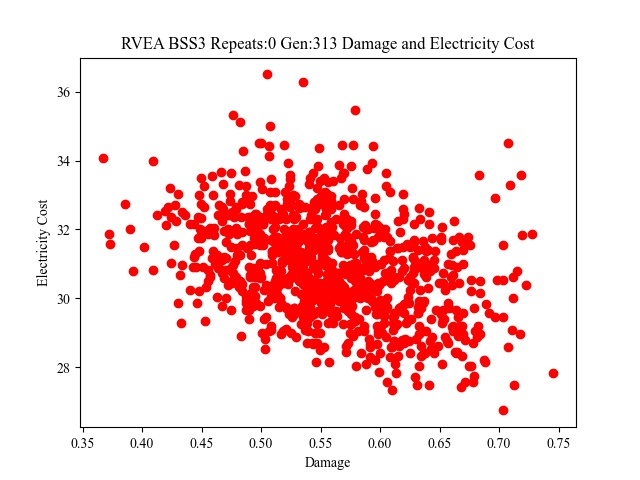 RVEA BSS3 Repeats:0 Gen:313 Damage and Electricity Cost
36
34
32
30
28
Electricity Cost
0.35 0.40 0.45 0.50 0.55 0.60 0.65 0.70 0.75
Damage